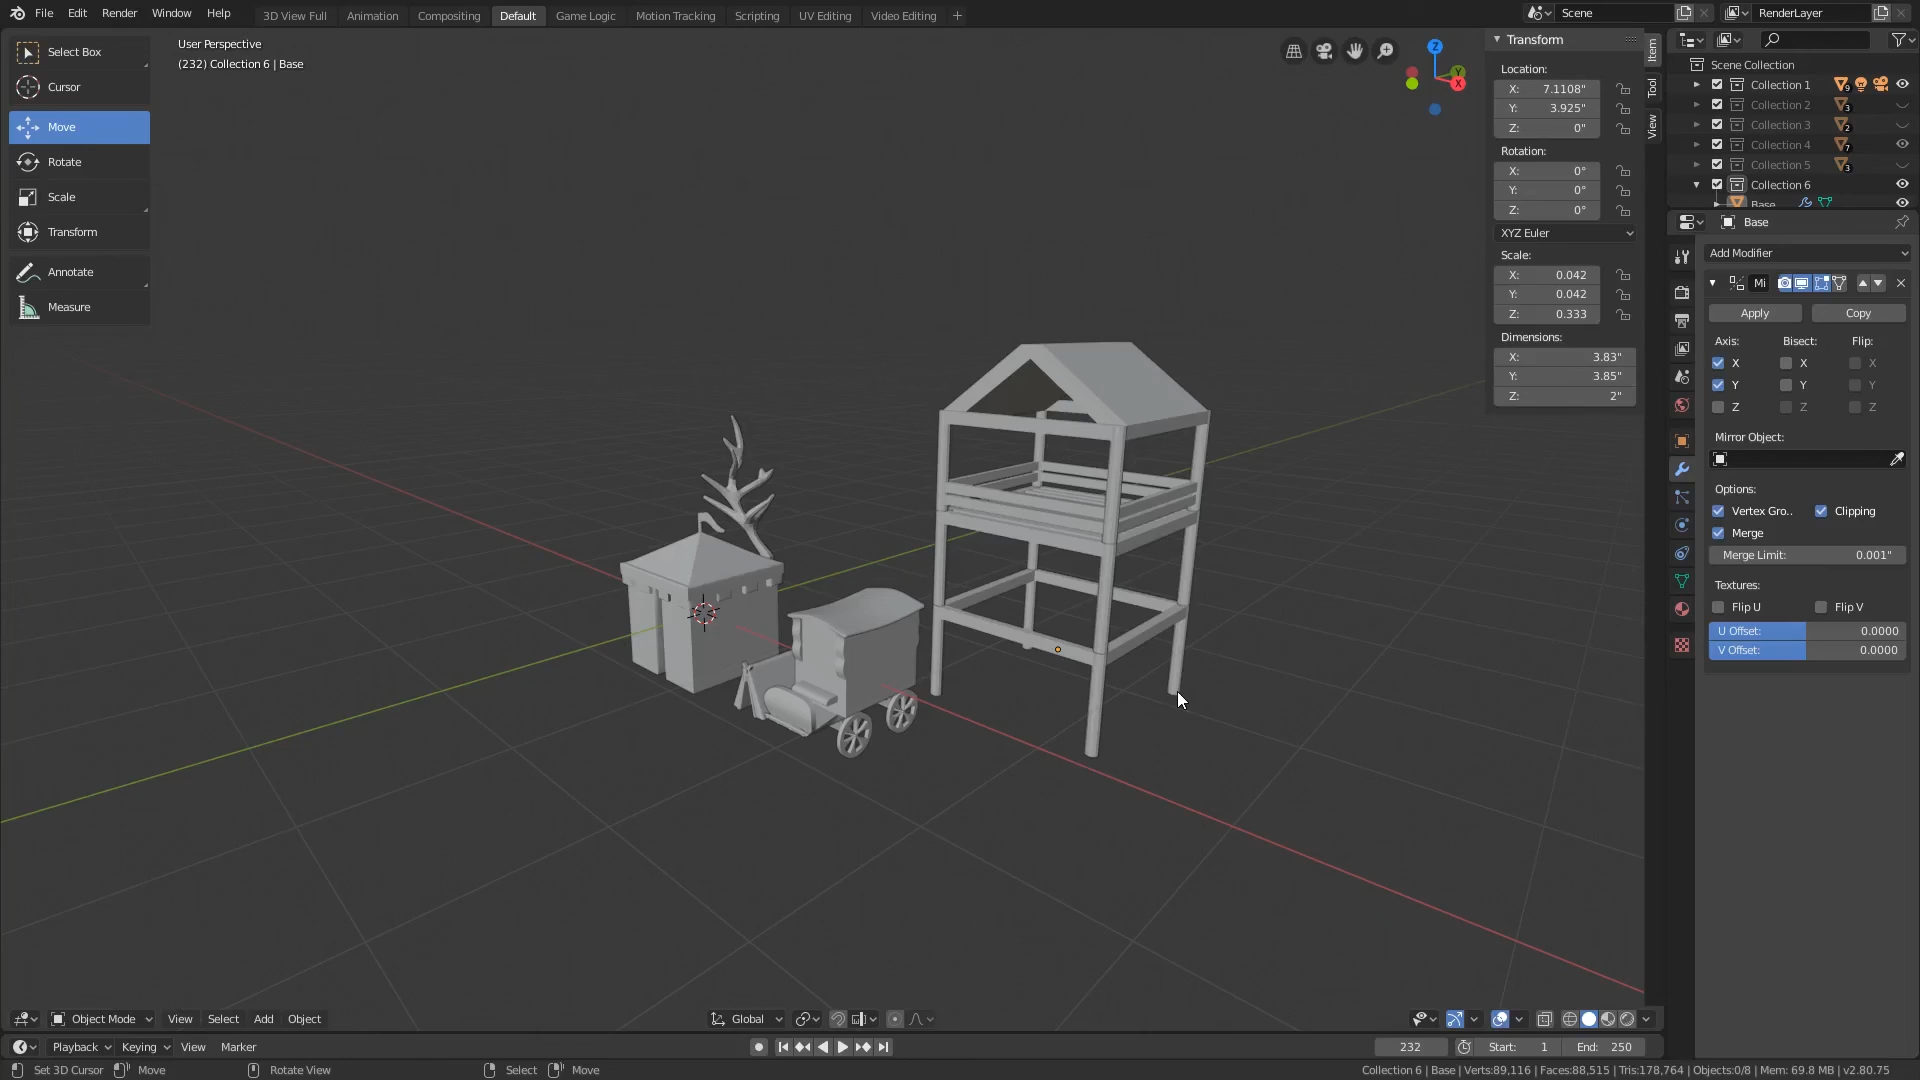 File Edit Render Window Help 3D View Full Animation Compositing Default Game Logic Motion Tracking Scripting UV Editing Video Editing + Scene RenderLayer
Select Box
Cursor
Move
Rotate
Scale
Transform
Annotate
Measure
User Perspective
(232) Collection 6 | Base
Z
Y
X
Transform
Location:
X: 7.1108"
Y: 3.925"
Z: 0"
Rotation:
X: 0°
Y: 0°
Z: 0°
XYZ Euler
Scale:
X: 0.042
Y: 0.042
Z: 0.333
Dimensions:
X: 3.83"
Y: 3.85"
Z: 2"
Item
Tool
View
Scene Collection
Collection 1 9
Collection 2 3
Collection 3 2
Collection 4 7
Collection 5 3
Collection 6
Base
Base
Add Modifier
Mi
Apply Copy
Axis: Bisect: Flip:
X X X
Y Y Y
Z Z Z
Mirror Object:
Options:
Vertex Gro.. Clipping
Merge
Merge Limit: 0.001"
Textures:
Flip U Flip V
U Offset: 0.0000
V Offset: 0.0000
Object Mode View Select Add Object Global
Playback Keying View Marker 232 Start: 1 End: 250
Set 3D Cursor Move Rotate View Select Move Collection 6 | Base | Verts:89,116 | Faces:88,515 | Tris:178,764 | Objects:0/8 | Mem: 69.8 MB | v2.80.75